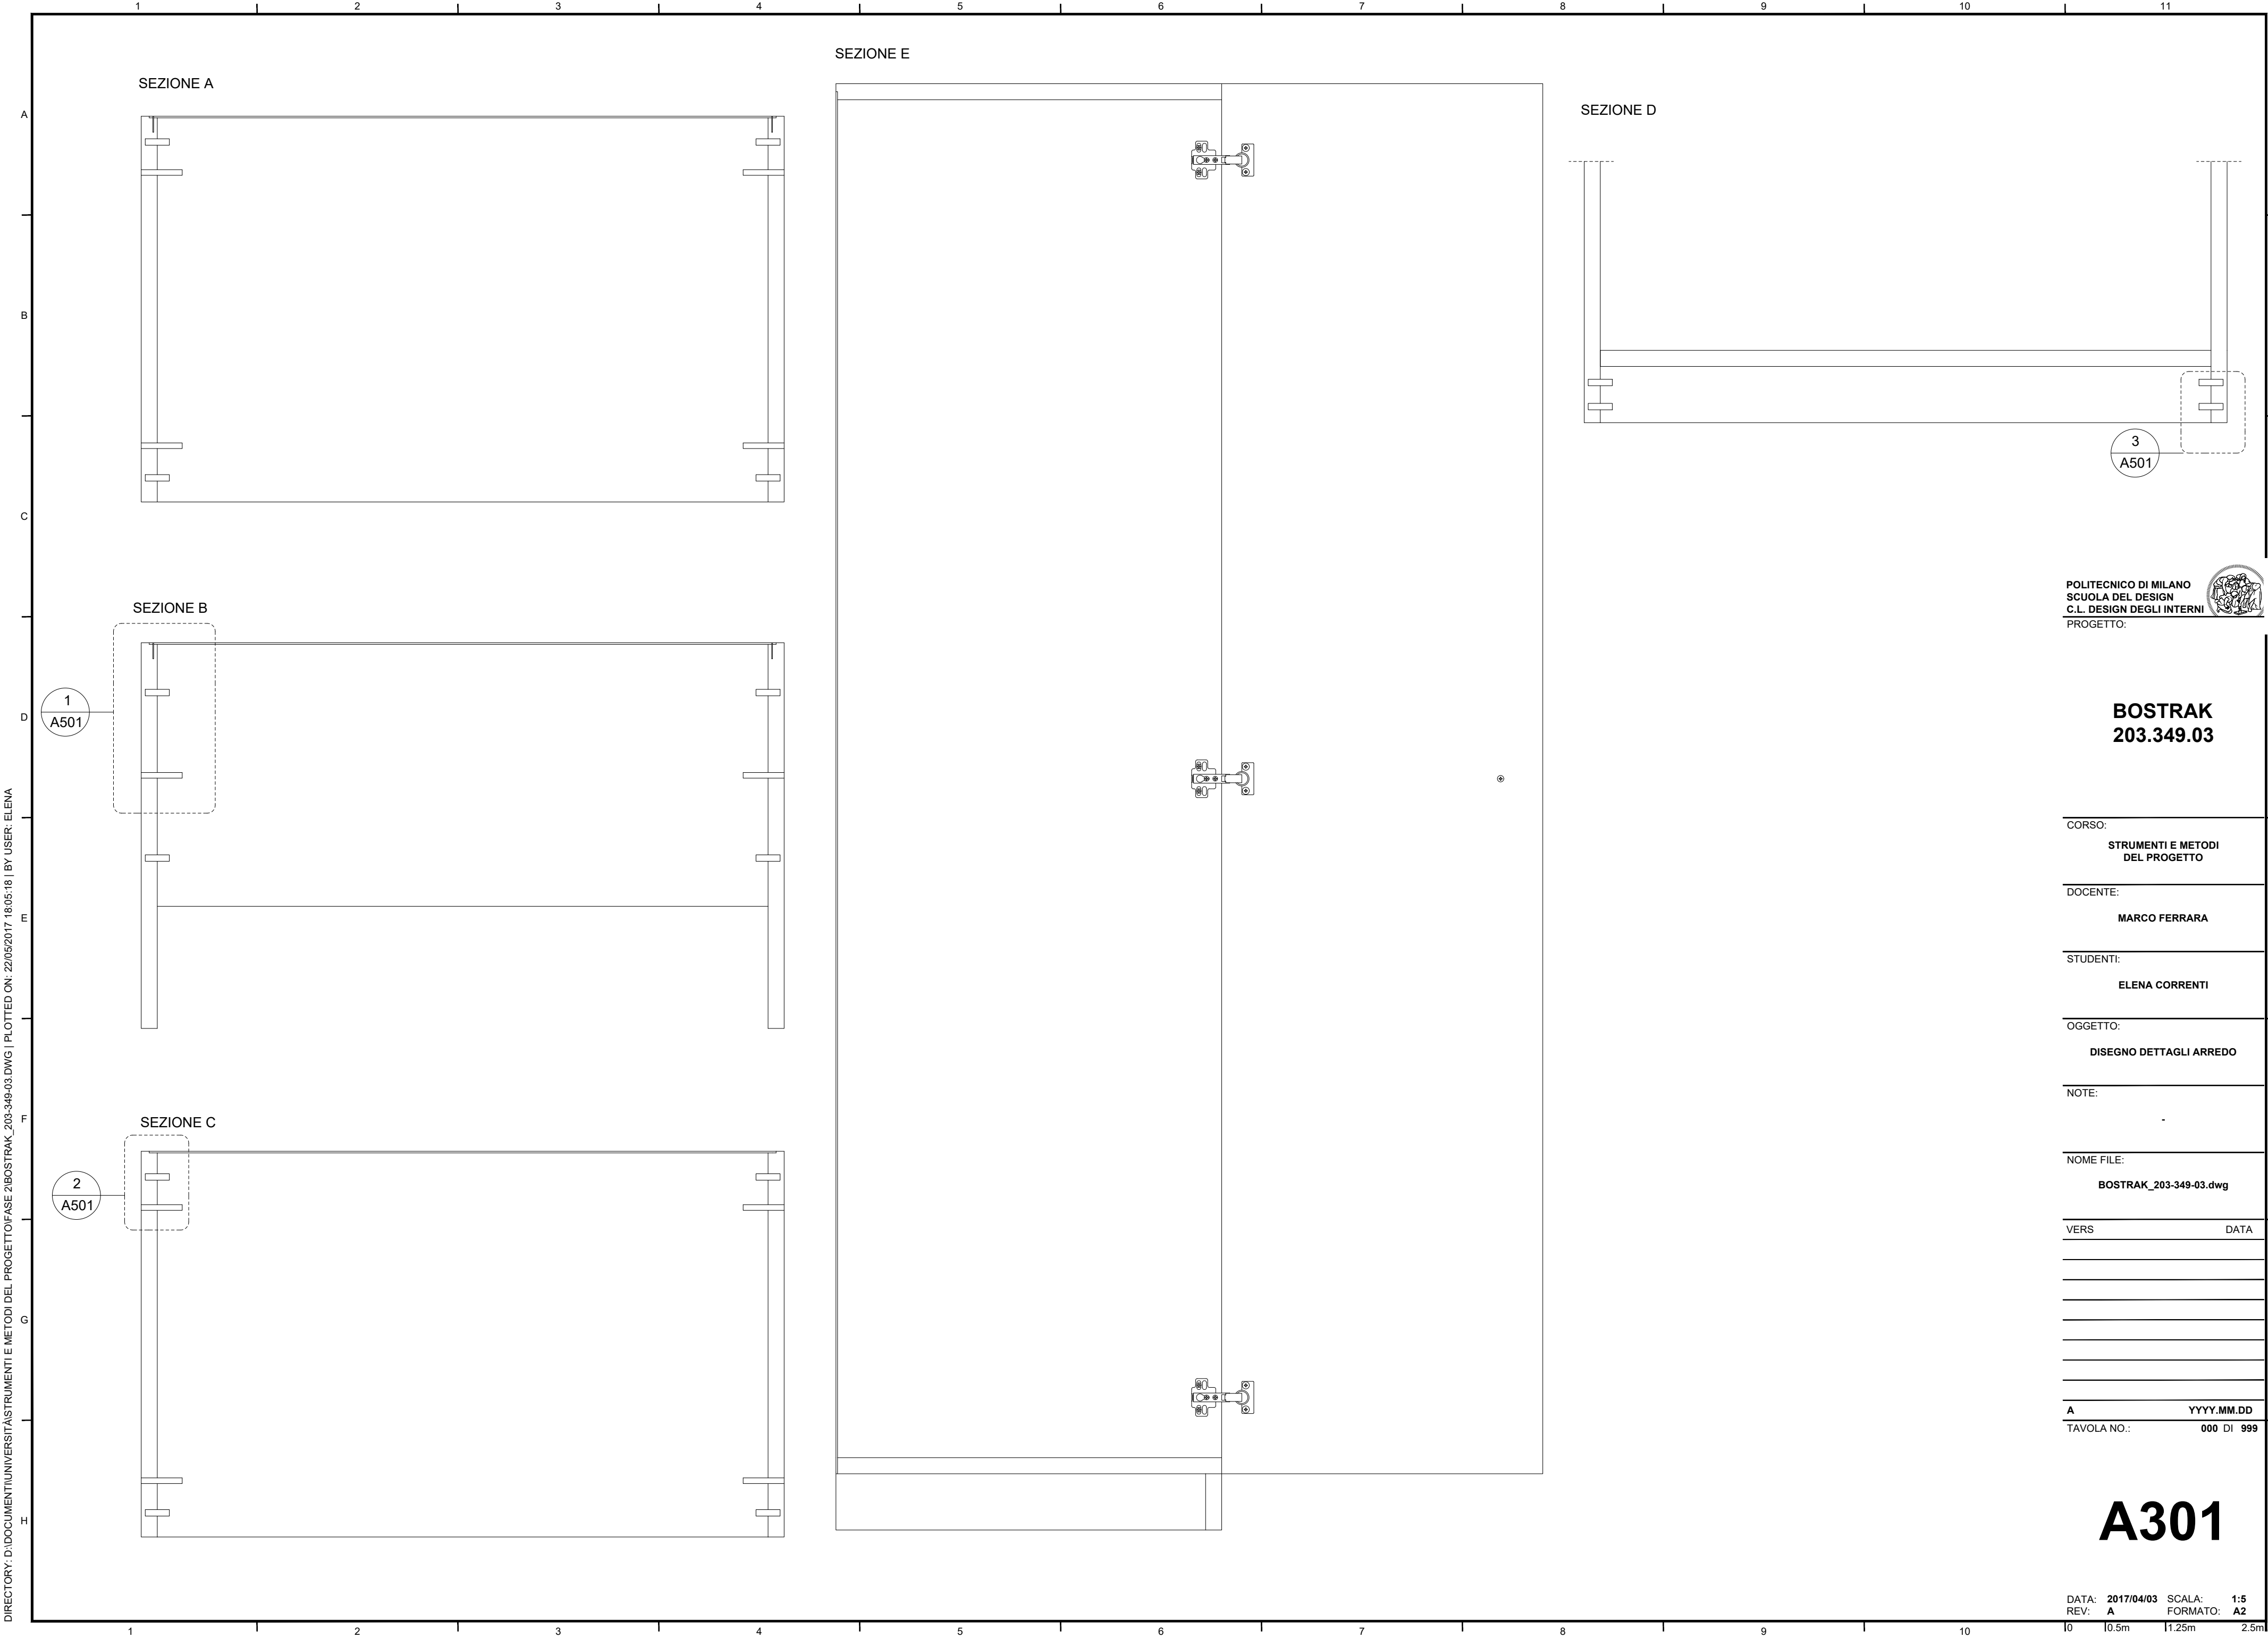 1 2 3 4 5 6 7 8 9 10 11
SEZIONE E
SEZIONE A
SEZIONE D
A
B
C
D
E
F
G
H
3
A501
SEZIONE B
1
A501
SEZIONE C
2
A501
DIRECTORY: D:\DOCUMENTI\UNIVERSITÀ\STRUMENTI E METODI DEL PROGETTO\FASE 2\BOSTRAK_203-349-03.DWG | PLOTTED ON: 22/05/2017 18:05:18 | BY USER: ELENA
POLITECNICO DI MILANO
SCUOLA DEL DESIGN
C.L. DESIGN DEGLI INTERNI
PROGETTO:
BOSTRAK
203.349.03
CORSO:
STRUMENTI E METODI
DEL PROGETTO
DOCENTE:
MARCO FERRARA
STUDENTI:
ELENA CORRENTI
OGGETTO:
DISEGNO DETTAGLI ARREDO
NOTE:
-
NOME FILE:
BOSTRAK_203-349-03.dwg
VERS DATA
A YYYY.MM.DD
TAVOLA NO.: 000 DI 999
A301
DATA: 2017/04/03 SCALA: 1:5
REV: A FORMATO: A2
0 0.5m 1.25m 2.5m
1 2 3 4 5 6 7 8 9 10